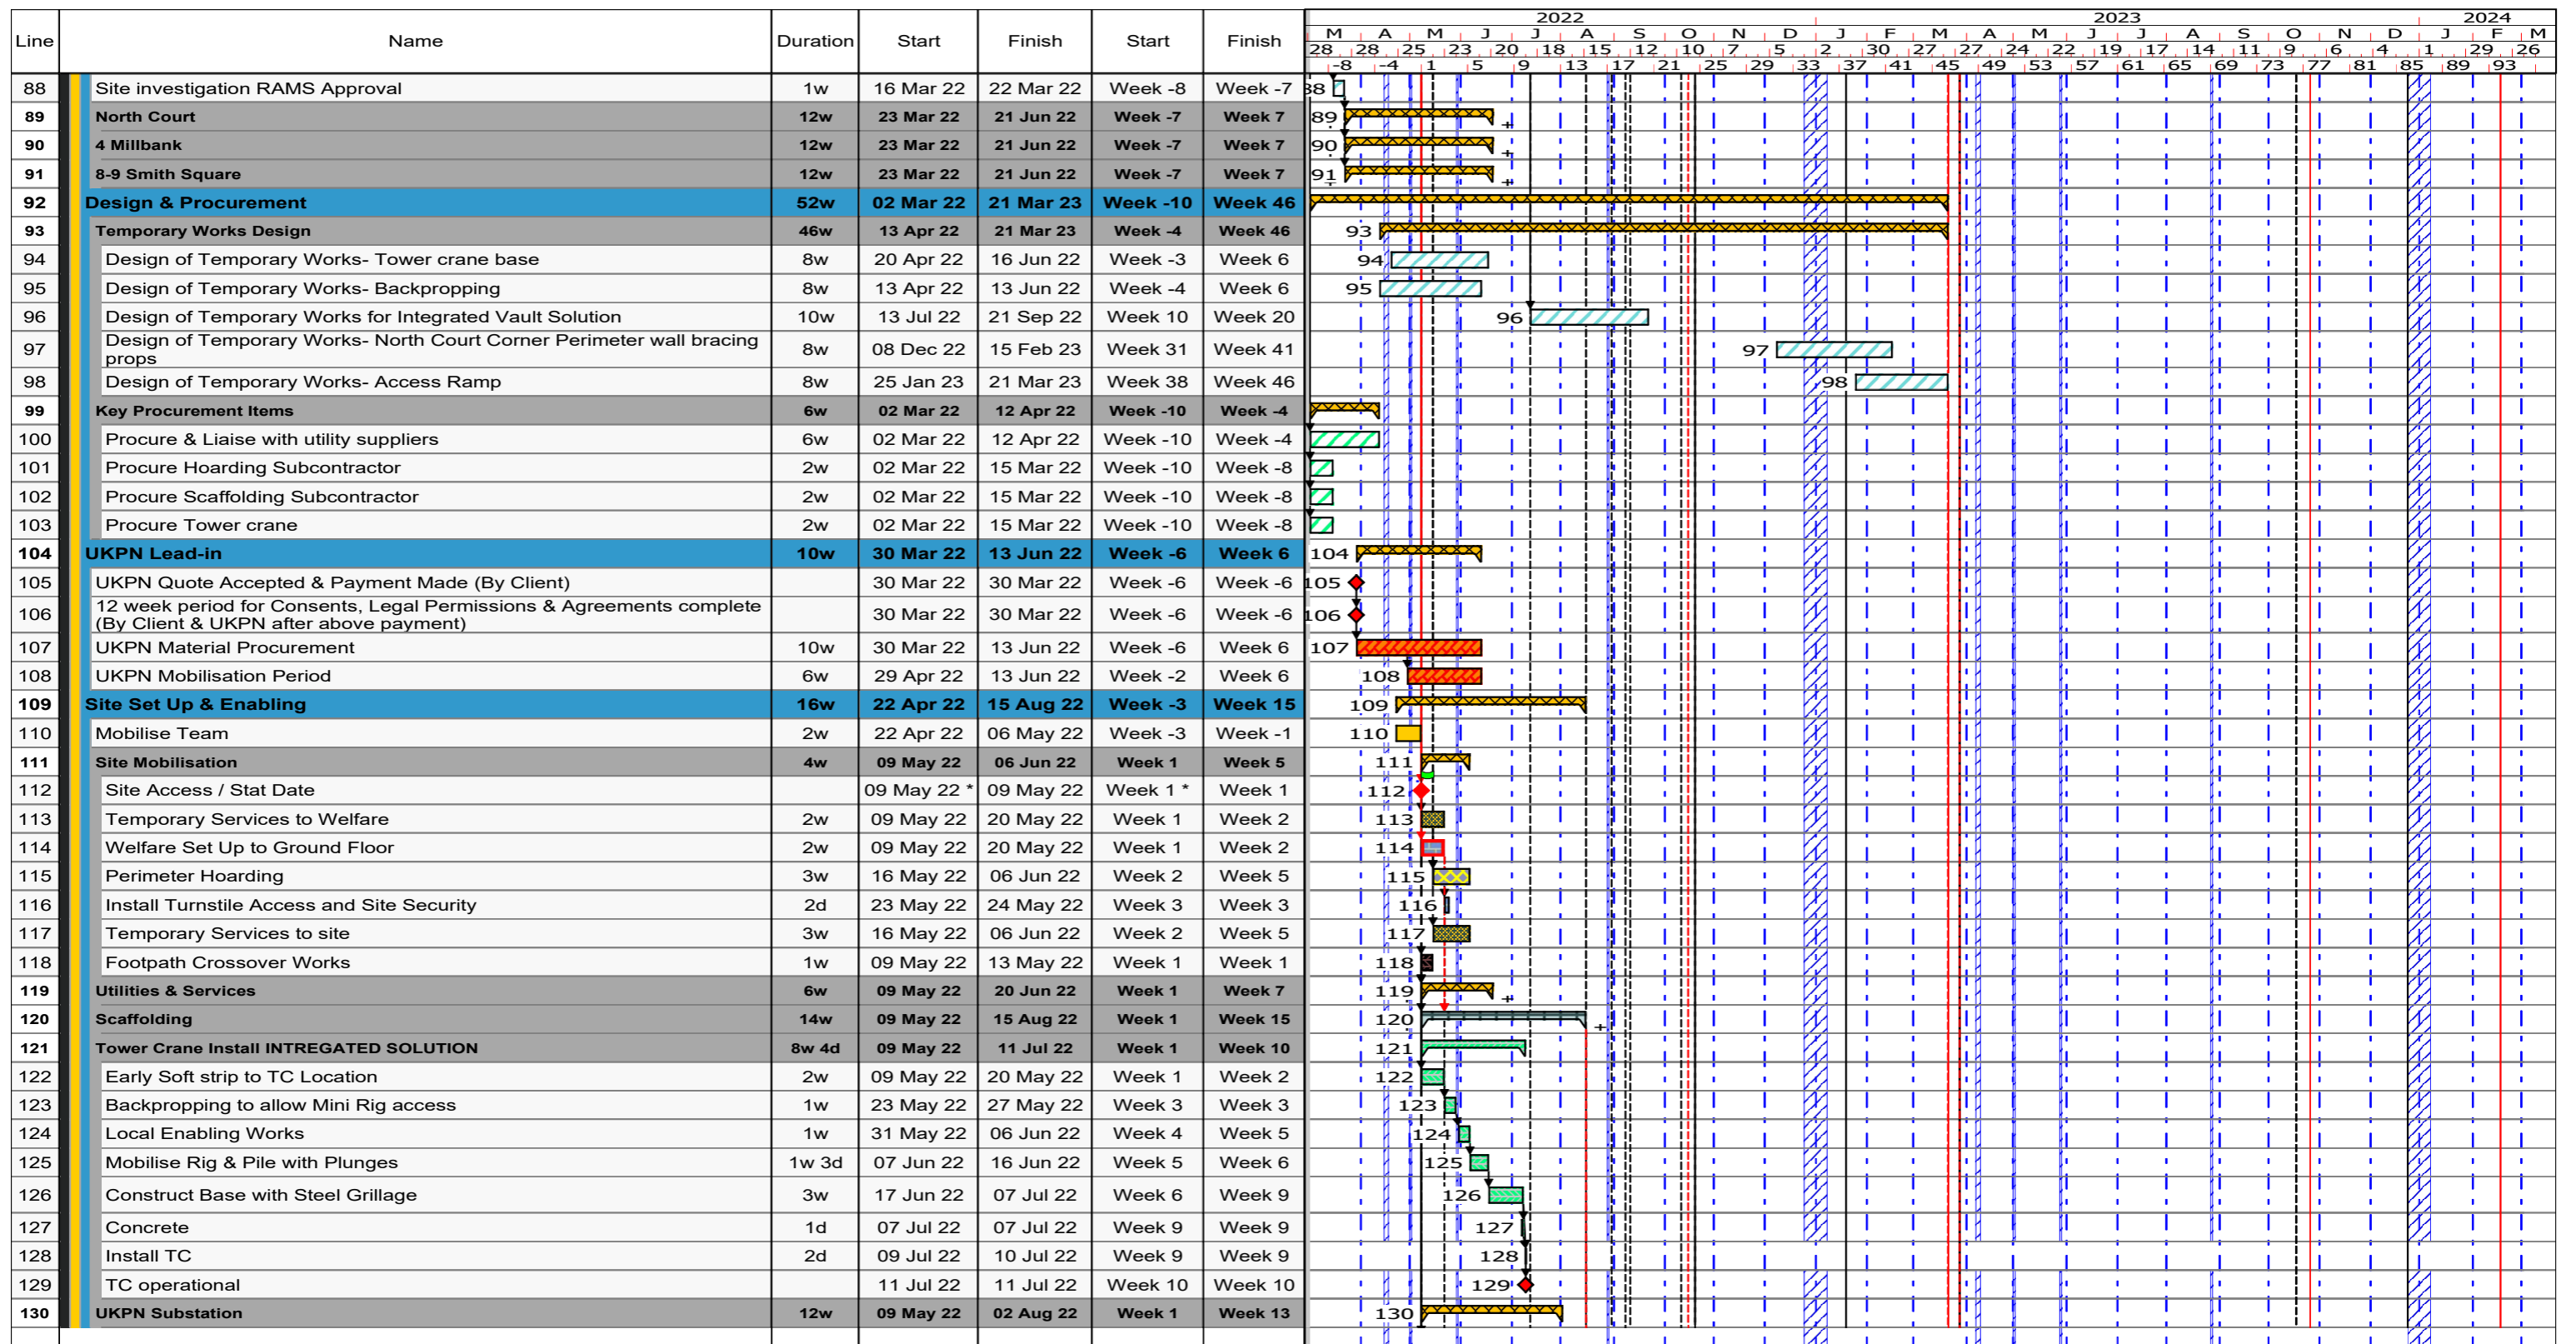 2022 2023 2024
Line Name Duration Start Finish Start Finish
M A M J J A S O N D J F M A M J J A S O N D J F M
28 28 25 23 20 18 15 12 10 7 5 2 30 27 27 24 22 19 17 14 11 9 6 4 1 29 26
-8 -4 1 5 9 13 17 21 25 29 33 37 41 45 49 53 57 61 65 69 73 77 81 85 89 93
88 Site investigation RAMS Approval 1w 16 Mar 22 22 Mar 22 Week -8 Week -7 88
89 North Court 12w 23 Mar 22 21 Jun 22 Week -7 Week 7 89
90 4 Millbank 12w 23 Mar 22 21 Jun 22 Week -7 Week 7 90
91 8-9 Smith Square 12w 23 Mar 22 21 Jun 22 Week -7 Week 7 91
92 Design & Procurement 52w 02 Mar 22 21 Mar 23 Week -10 Week 46
93 Temporary Works Design 46w 13 Apr 22 21 Mar 23 Week -4 Week 46 93
94 Design of Temporary Works- Tower crane base 8w 20 Apr 22 16 Jun 22 Week -3 Week 6 94
95 Design of Temporary Works- Backpropping 8w 13 Apr 22 13 Jun 22 Week -4 Week 6 95
96 Design of Temporary Works for Integrated Vault Solution 10w 13 Jul 22 21 Sep 22 Week 10 Week 20 96
97 Design of Temporary Works- North Court Corner Perimeter wall bracing
props 8w 08 Dec 22 15 Feb 23 Week 31 Week 41 97
98 Design of Temporary Works- Access Ramp 8w 25 Jan 23 21 Mar 23 Week 38 Week 46 98
99 Key Procurement Items 6w 02 Mar 22 12 Apr 22 Week -10 Week -4
100 Procure & Liaise with utility suppliers 6w 02 Mar 22 12 Apr 22 Week -10 Week -4
101 Procure Hoarding Subcontractor 2w 02 Mar 22 15 Mar 22 Week -10 Week -8
102 Procure Scaffolding Subcontractor 2w 02 Mar 22 15 Mar 22 Week -10 Week -8
103 Procure Tower crane 2w 02 Mar 22 15 Mar 22 Week -10 Week -8
104 UKPN Lead-in 10w 30 Mar 22 13 Jun 22 Week -6 Week 6 104
105 UKPN Quote Accepted & Payment Made (By Client) 30 Mar 22 30 Mar 22 Week -6 Week -6 105
106 12 week period for Consents, Legal Permissions & Agreements complete
(By Client & UKPN after above payment) 30 Mar 22 30 Mar 22 Week -6 Week -6 106
107 UKPN Material Procurement 10w 30 Mar 22 13 Jun 22 Week -6 Week 6 107
108 UKPN Mobilisation Period 6w 29 Apr 22 13 Jun 22 Week -2 Week 6 108
109 Site Set Up & Enabling 16w 22 Apr 22 15 Aug 22 Week -3 Week 15 109
110 Mobilise Team 2w 22 Apr 22 06 May 22 Week -3 Week -1 110
111 Site Mobilisation 4w 09 May 22 06 Jun 22 Week 1 Week 5 111
112 Site Access / Stat Date 09 May 22 * 09 May 22 Week 1 * Week 1 112
113 Temporary Services to Welfare 2w 09 May 22 20 May 22 Week 1 Week 2 113
114 Welfare Set Up to Ground Floor 2w 09 May 22 20 May 22 Week 1 Week 2 114
115 Perimeter Hoarding 3w 16 May 22 06 Jun 22 Week 2 Week 5 115
116 Install Turnstile Access and Site Security 2d 23 May 22 24 May 22 Week 3 Week 3 116
117 Temporary Services to site 3w 16 May 22 06 Jun 22 Week 2 Week 5 117
118 Footpath Crossover Works 1w 09 May 22 13 May 22 Week 1 Week 1 118
119 Utilities & Services 6w 09 May 22 20 Jun 22 Week 1 Week 7 119
120 Scaffolding 14w 09 May 22 15 Aug 22 Week 1 Week 15 120
121 Tower Crane Install INTREGATED SOLUTION 8w 4d 09 May 22 11 Jul 22 Week 1 Week 10 121
122 Early Soft strip to TC Location 2w 09 May 22 20 May 22 Week 1 Week 2 122
123 Backpropping to allow Mini Rig access 1w 23 May 22 27 May 22 Week 3 Week 3 123
124 Local Enabling Works 1w 31 May 22 06 Jun 22 Week 4 Week 5 124
125 Mobilise Rig & Pile with Plunges 1w 3d 07 Jun 22 16 Jun 22 Week 5 Week 6 125
126 Construct Base with Steel Grillage 3w 17 Jun 22 07 Jul 22 Week 6 Week 9 126
127 Concrete 1d 07 Jul 22 07 Jul 22 Week 9 Week 9 127
128 Install TC 2d 09 Jul 22 10 Jul 22 Week 9 Week 9 128
129 TC operational 11 Jul 22 11 Jul 22 Week 10 Week 10 129
130 UKPN Substation 12w 09 May 22 02 Aug 22 Week 1 Week 13 130